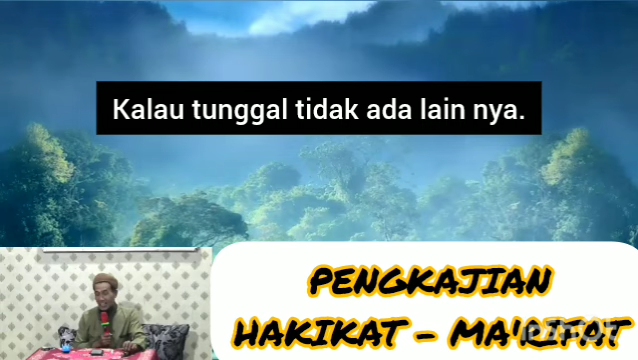 Kalau tunggal tidak ada lain nya.
PENGKAJIAN
HAKIKAT - MA'RIFAT